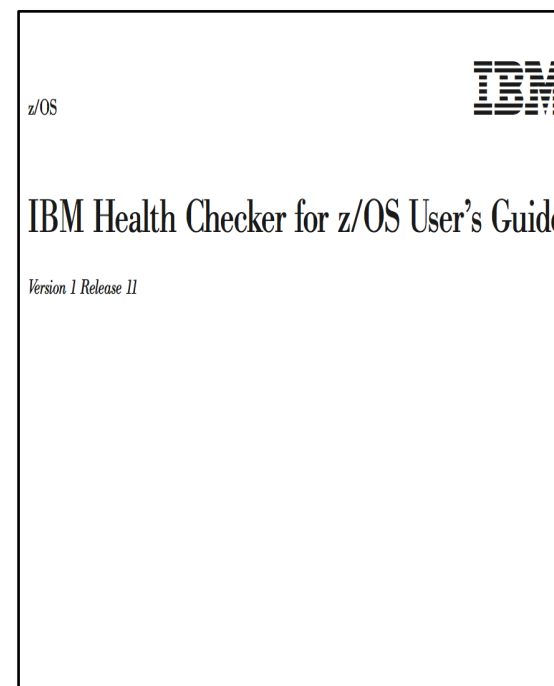 IBM
z/OS
IBM Health Checker for z/OS User's Guide
Version 1 Release 11